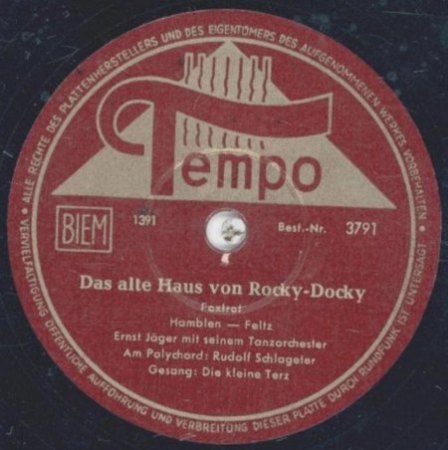 • ALLE RECHTE DES PLATTENHERSTELLERS UND DES EIGENTÜMERS DES AUFGENOMMENEN WERKES VORBEHALTEN •
VERVIELFÄLTIGUNG ÖFFENTLICHE AUFFÜHRUNG UND VERBREITUNG DIESER PLATTE DURCH RUNDFUNK IST UNTERSAGT
Tempo
BIEM
1391
Best.-Nr. 3791
Das alte Haus von Rocky-Docky
Foxtrot
Hamblen — Feltz
Ernst Jäger mit seinem Tanzorchester
Am Polychord: Rudolf Schlageter
Gesang: Die kleine Terz